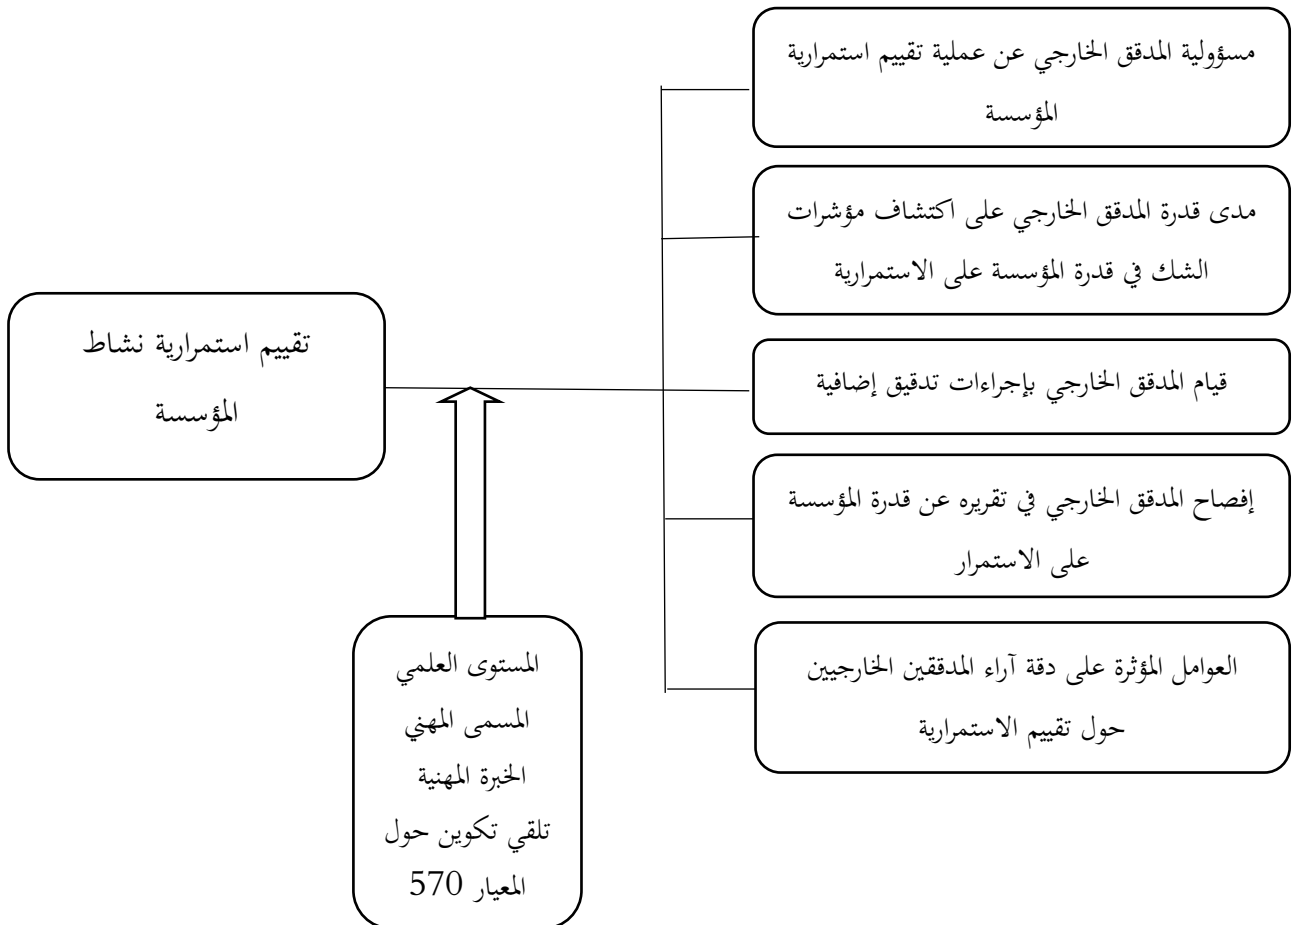 مسؤولية المدقق الخارجي عن عملية تقييم استمرارية
المؤسسة
مدى قدرة المدقق الخارجي على اكتشاف مؤشرات
الشك في قدرة المؤسسة على الاستمرارية
قيام المدقق الخارجي بإجراءات تدقيق إضافية
إفصاح المدقق الخارجي في تقريره عن قدرة المؤسسة
على الاستمرار
العوامل المؤثرة على دقة آراء المدققين الخارجيين
حول تقييم الاستمرارية
تقييم استمرارية نشاط
المؤسسة
المستوى العلمي
المسمى المهني
الخبرة المهنية
تلقي تكوين حول
المعيار 570